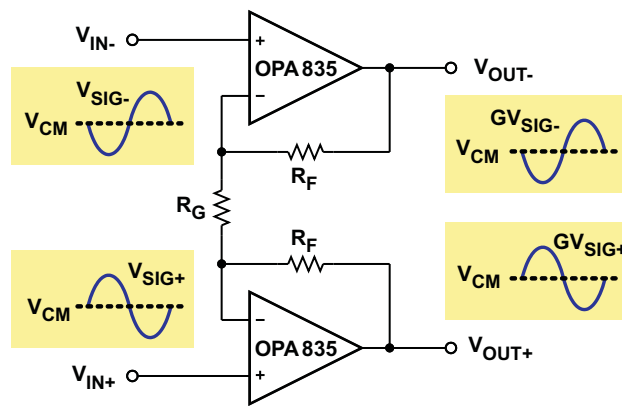 VIN-
+
OPA835
−
VOUT-
VSIG-
VCM
GVSIG-
VCM
RF
RG
RF
VSIG+
VCM
GVSIG+
VCM
−
OPA835
+
VOUT+
VIN+